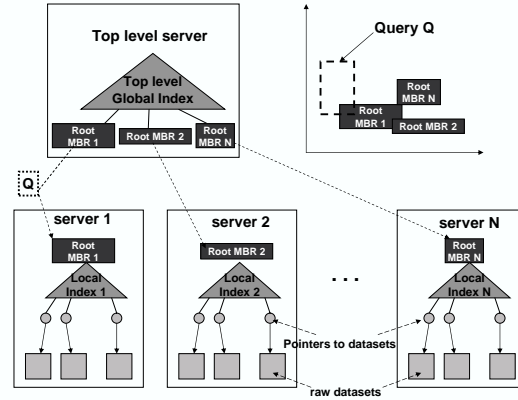 Top level server
Top level
Global Index
Root
MBR 1
Root MBR 2
Root
MBR N
Query Q
Root
MBR N
Root
MBR 1
Root MBR 2
Q
server 1
Root
MBR 1
Local
Index 1
server 2
Root MBR 2
Local
Index 2
. . .
server N
Root
MBR N
Local
Index N
Pointers to datasets
raw datasets